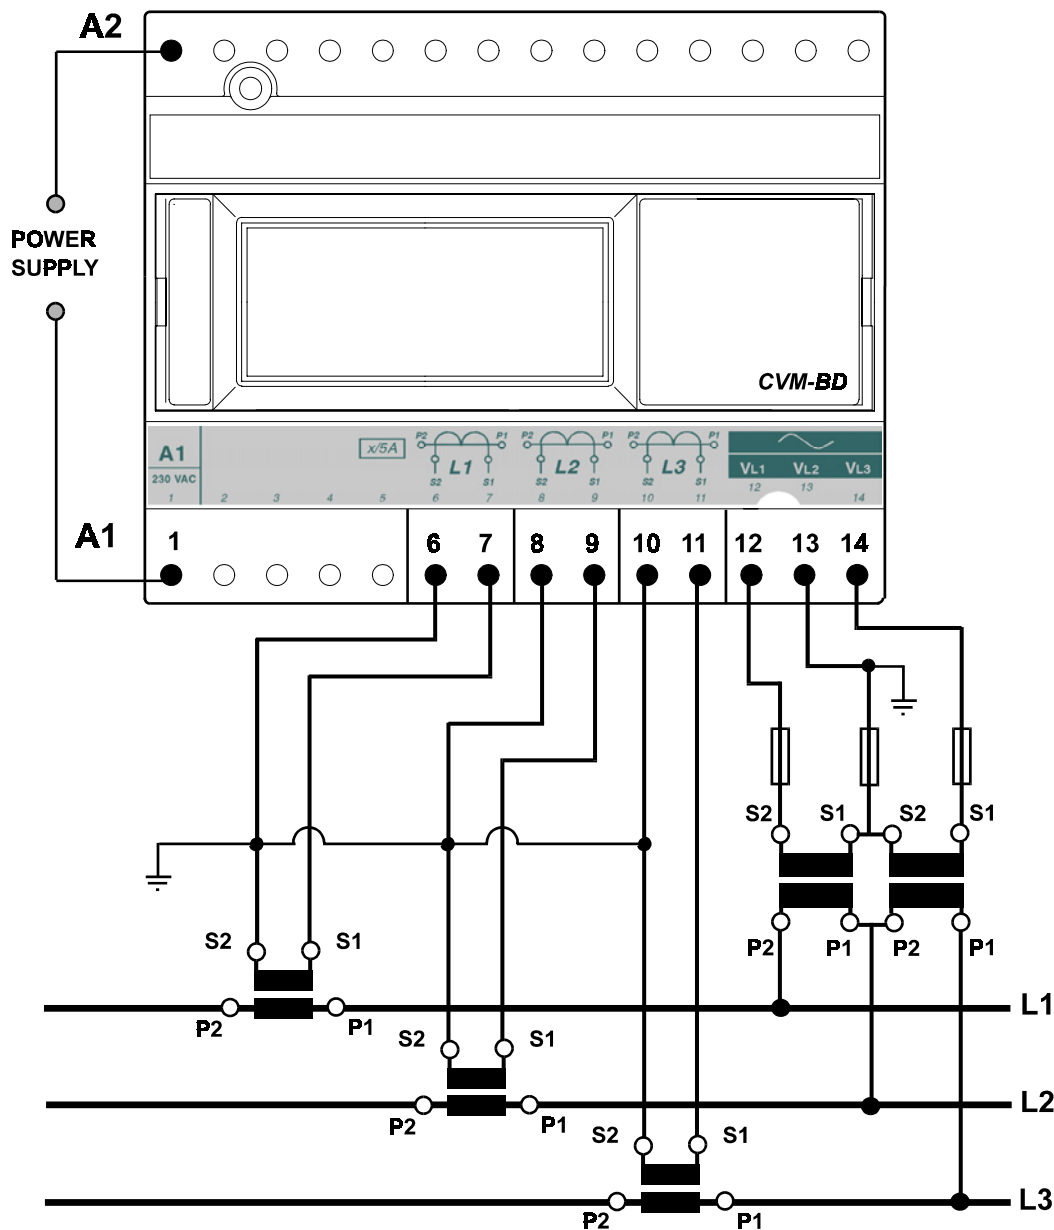 A2
POWER
SUPPLY
CVM-BD
A1
230 VAC
x/5A
P2 P1 P2 P1 P2 P1
L1 L2 L3
S2 S1 S2 S1 S2 S1
VL1 VL2 VL3
1 2 3 4 5 6 7 8 9 10 11 12 13 14
A1
1 6 7 8 9 10 11 12 13 14
S2 S1 S2 S1
P2 P1 P2 P1
S2 S1
P2 P1
L1
S2 S1
P2 P1
L2
S2 S1
P2 P1
L3